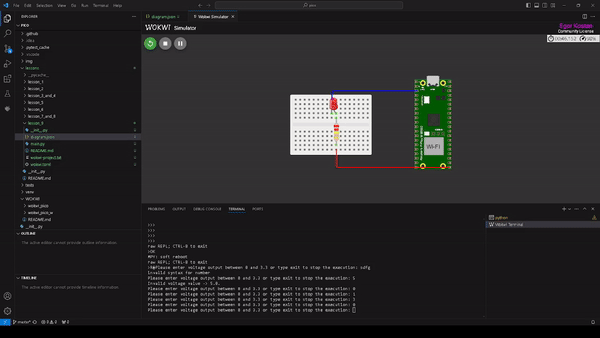 File Edit Selection View Go Run Terminal Help
pico
EXPLORER
diagram.json
Wokwi Simulator
PICO
.github
.pytest_cache
.vscode
img
lessons
__pycache__
lesson_1
lesson_2
lesson_2_and_4
lesson_5
lesson_6
lesson_7_and_8
lesson_9
__init__.py
diagram.json
main.py
README.md
wokwi-project.txt
wokwi.toml
__init__.py
README.md
tests
venv
WOKWI
wokwi_pico
wokwi_pico_w
README.md
__init__.py
OUTLINE
The active editor cannot provide outline information.
TIMELINE
The active editor cannot provide timeline information.
WOKWI Simulator
Community License
Wi-Fi
PROBLEMS OUTPUT DEBUG CONSOLE TERMINAL PORTS
python
Wokwi Terminal
>>>
>>>
>>>
raw REPL; CTRL-B to exit
>OK
MPY: soft reboot
raw REPL; CTRL-B to exit
Please enter voltage output between 0 and 3.3 or type exit to stop the execution: sdfg
Invalid syntax for number
Please enter voltage output between 0 and 3.3 or type exit to stop the execution: 5
Invalid voltage value -> 5.0.
Please enter voltage output between 0 and 3.3 or type exit to stop the execution: 0
Please enter voltage output between 0 and 3.3 or type exit to stop the execution: 1
Please enter voltage output between 0 and 3.3 or type exit to stop the execution: 3
Please enter voltage output between 0 and 3.3 or type exit to stop the execution: 0
Please enter voltage output between 0 and 3.3 or type exit to stop the execution:
master*